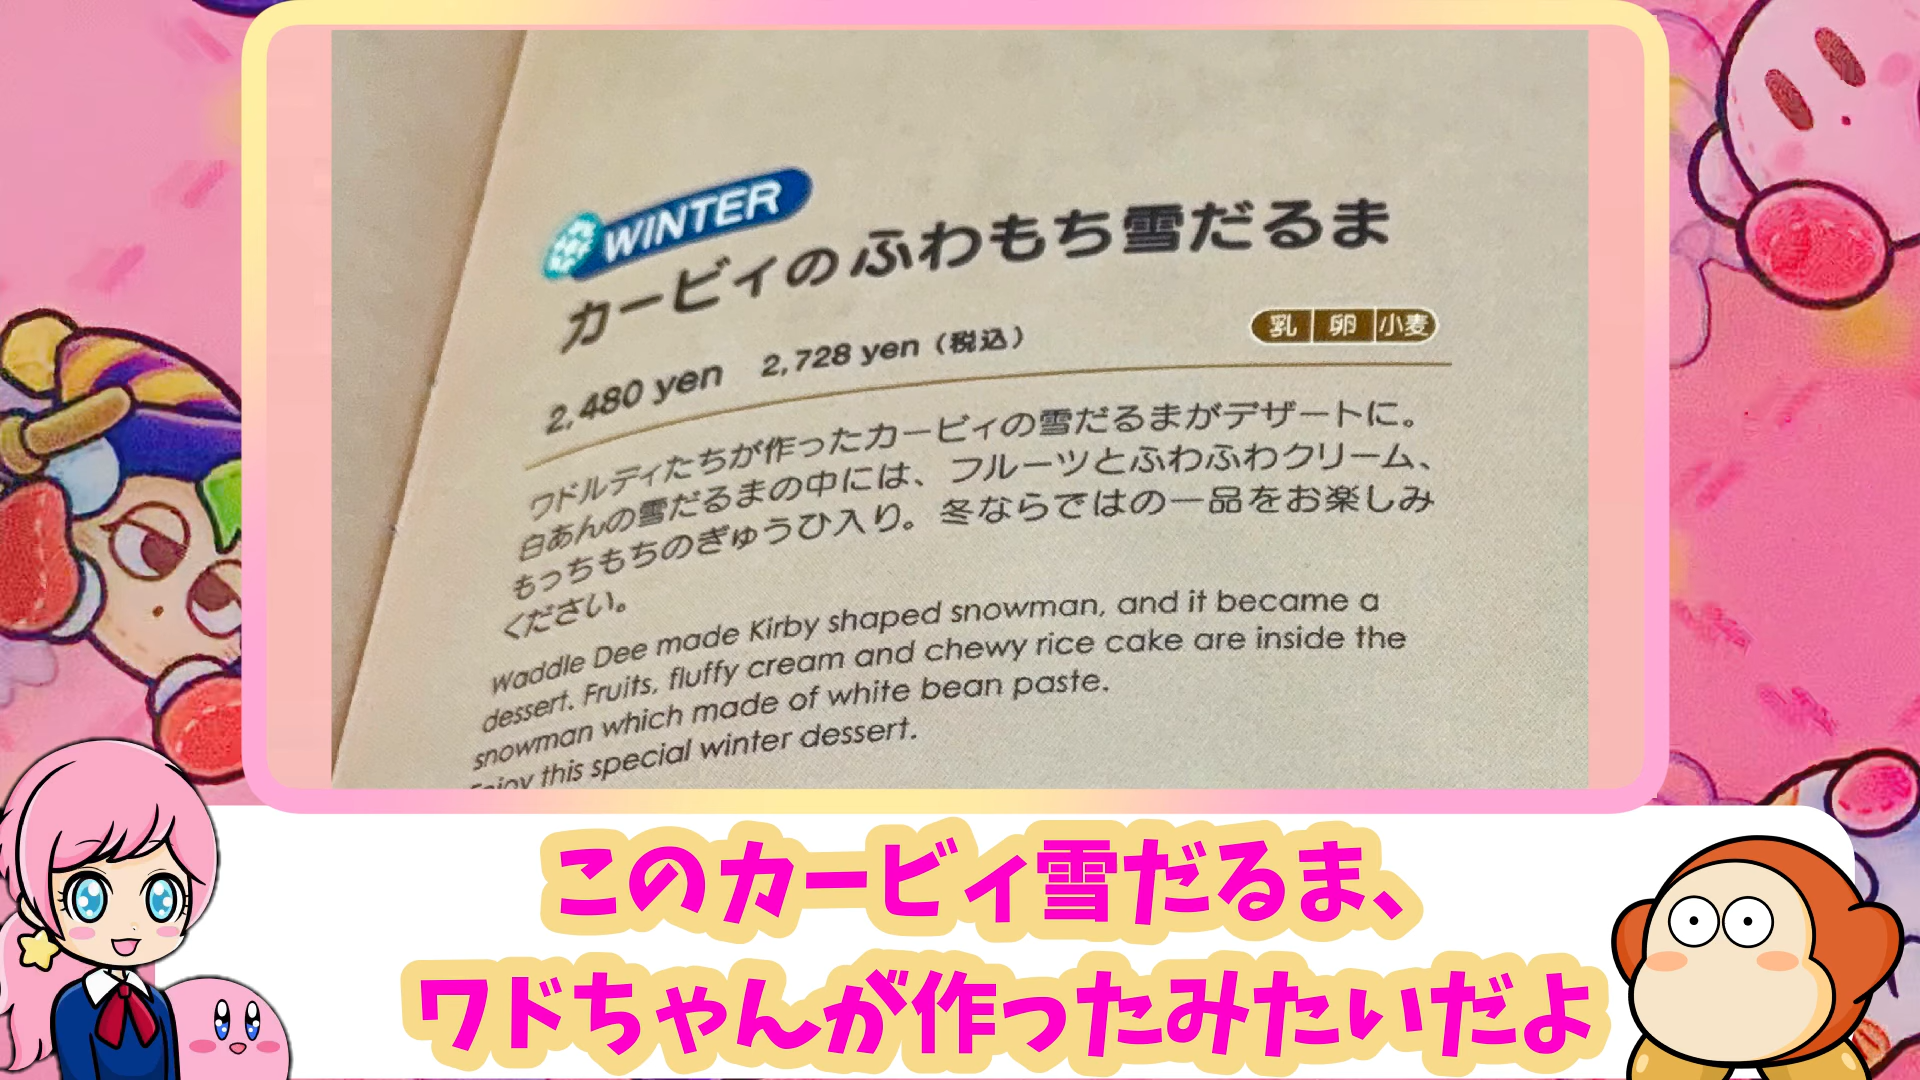 WINTER
カービィのふわもち雪だるま
2,480 yen 2,728 yen（税込）
乳 卵 小麦
ワドルディたちが作ったカービィの雪だるまがデザートに。
白あんの雪だるまの中には、フルーツとふわふわクリーム、
もっちもちのぎゅうひ入り。冬ならではの一品をお楽しみ
ください。
Waddle Dee made Kirby shaped snowman, and it became a
dessert. Fruits, fluffy cream and chewy rice cake are inside the
snowman which made of white bean paste.
Enjoy this special winter dessert.
このカービィ雪だるま、
ワドちゃんが作ったみたいだよ